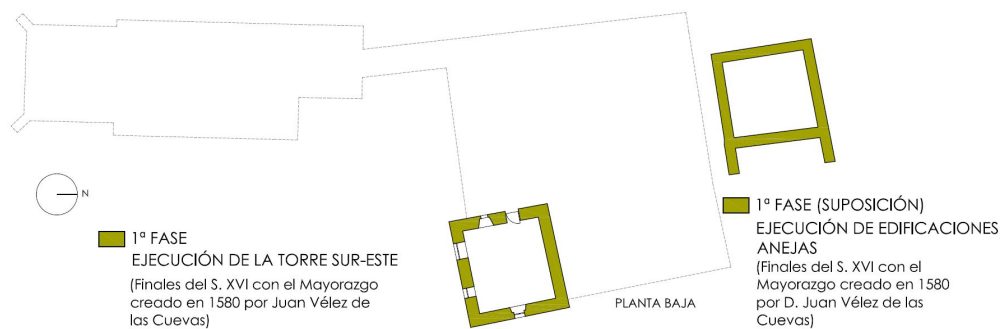 N
1ª FASE
EJECUCIÓN DE LA TORRE SUR-ESTE
(Finales del S. XVI con el Mayorazgo
creado en 1580 por Juan Vélez de
las Cuevas)
PLANTA BAJA
1ª FASE (SUPOSICIÓN)
EJECUCIÓN DE EDIFICACIONES
ANEJAS
(Finales del S. XVI con el
Mayorazgo creado en 1580
por D. Juan Vélez de las
Cuevas)